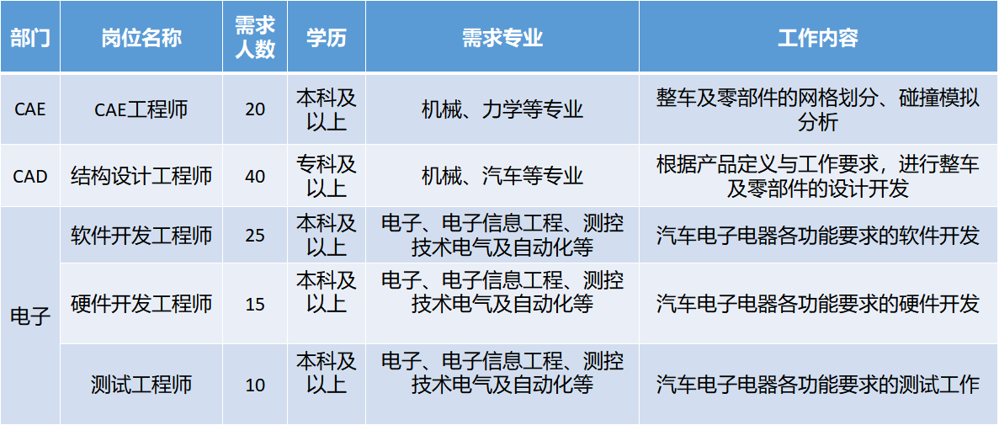 部门
岗位名称
需求
人数
学历
需求专业
工作内容
CAE
CAE工程师
20
本科及
以上
机械、力学等专业
整车及零部件的网格划分、碰撞模拟
分析
CAD
结构设计工程师
40
专科及
以上
机械、汽车等专业
根据产品定义与工作要求，进行整车
及零部件的设计开发
电子
软件开发工程师
25
本科及
以上
电子、电子信息工程、测控
技术电气及自动化等
汽车电子电器各功能要求的软件开发
硬件开发工程师
15
本科及
以上
电子、电子信息工程、测控
技术电气及自动化等
汽车电子电器各功能要求的硬件开发
测试工程师
10
本科及
以上
电子、电子信息工程、测控
技术电气及自动化等
汽车电子电器各功能要求的测试工作